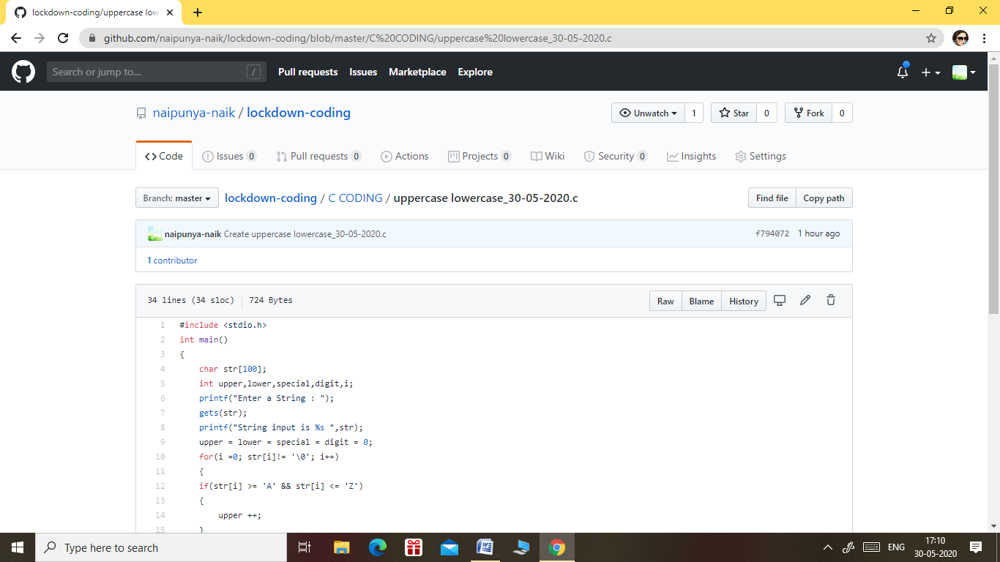 lockdown-coding/uppercase low
github.com/naipunya-naik/lockdown-coding/blob/master/C%20CODING/uppercase%20lowercase_30-05-2020.c
Search or jump to... / Pull requests Issues Marketplace Explore
naipunya-naik / lockdown-coding Unwatch 1 Star 0 Fork 0
Code Issues 0 Pull requests 0 Actions Projects 0 Wiki Security 0 Insights Settings
Branch: master lockdown-coding / C CODING / uppercase lowercase_30-05-2020.c Find file Copy path
naipunya-naik Create uppercase lowercase_30-05-2020.c f794072 1 hour ago
1 contributor
34 lines (34 sloc) 724 Bytes Raw Blame History
1 #include <stdio.h>
2 int main()
3 {
4 char str[100];
5 int upper,lower,special,digit,i;
6 printf("Enter a String : ");
7 gets(str);
8 printf("String input is %s ",str);
9 upper = lower = special = digit = 0;
10 for(i =0; str[i]!= '\0'; i++)
11 {
12 if(str[i] >= 'A' && str[i] <= 'Z')
13 {
14 upper ++;
15 }
Type here to search ENG 17:10
30-05-2020